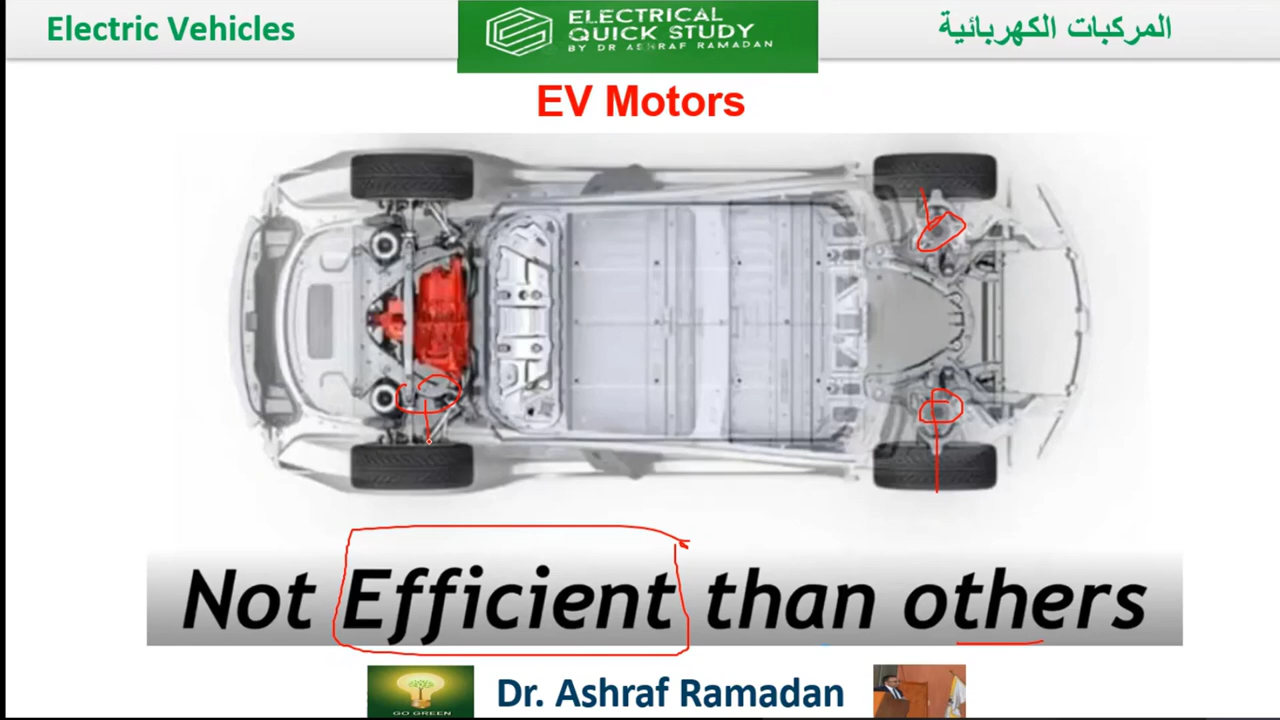 Electric Vehicles
ELECTRICAL
QUICK STUDY
BY DR ASHRAF RAMADAN
المركبات الكهربائية
EV Motors
Not Efficient than others
GO GREEN
Dr. Ashraf Ramadan